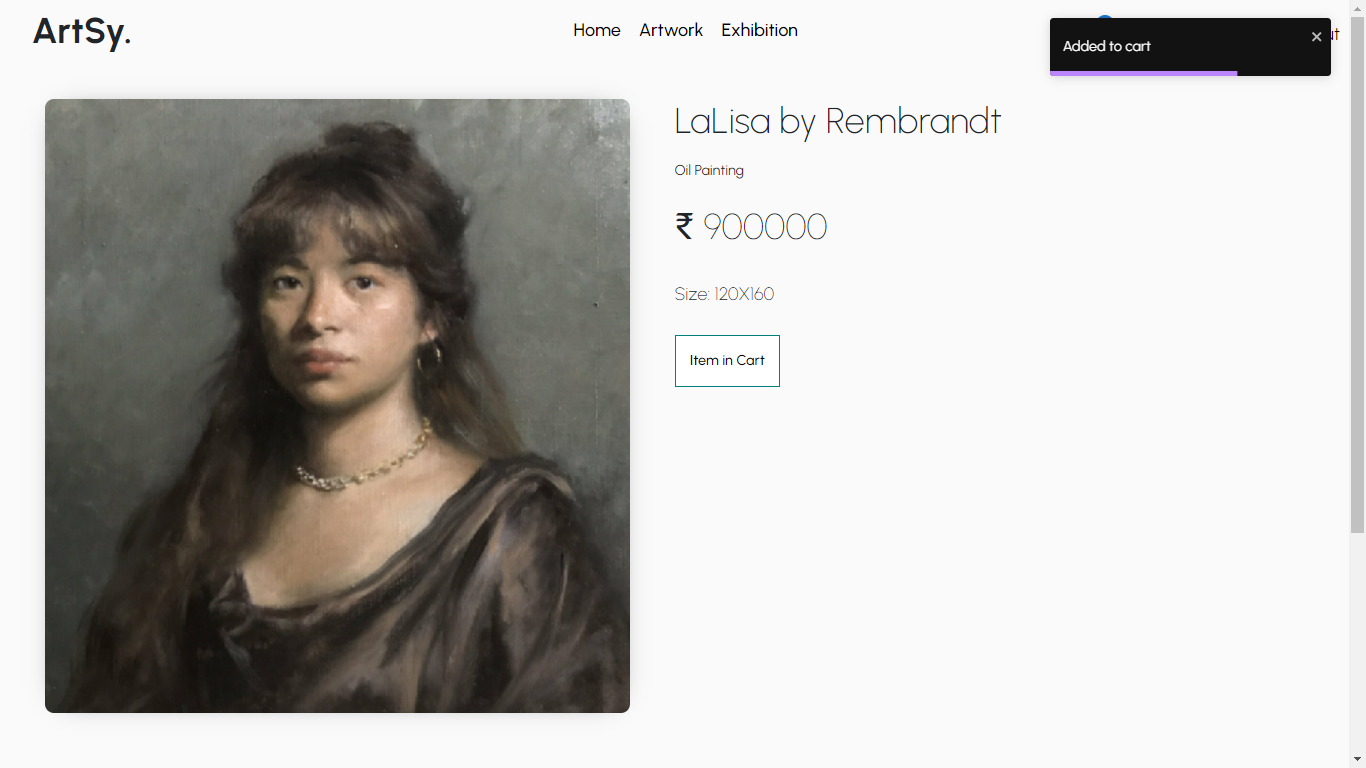 ArtSy.
Home Artwork Exhibition
Added to cart ×
LaLisa by Rembrandt
Oil Painting
₹ 900000
Size: 120X160
Item in Cart